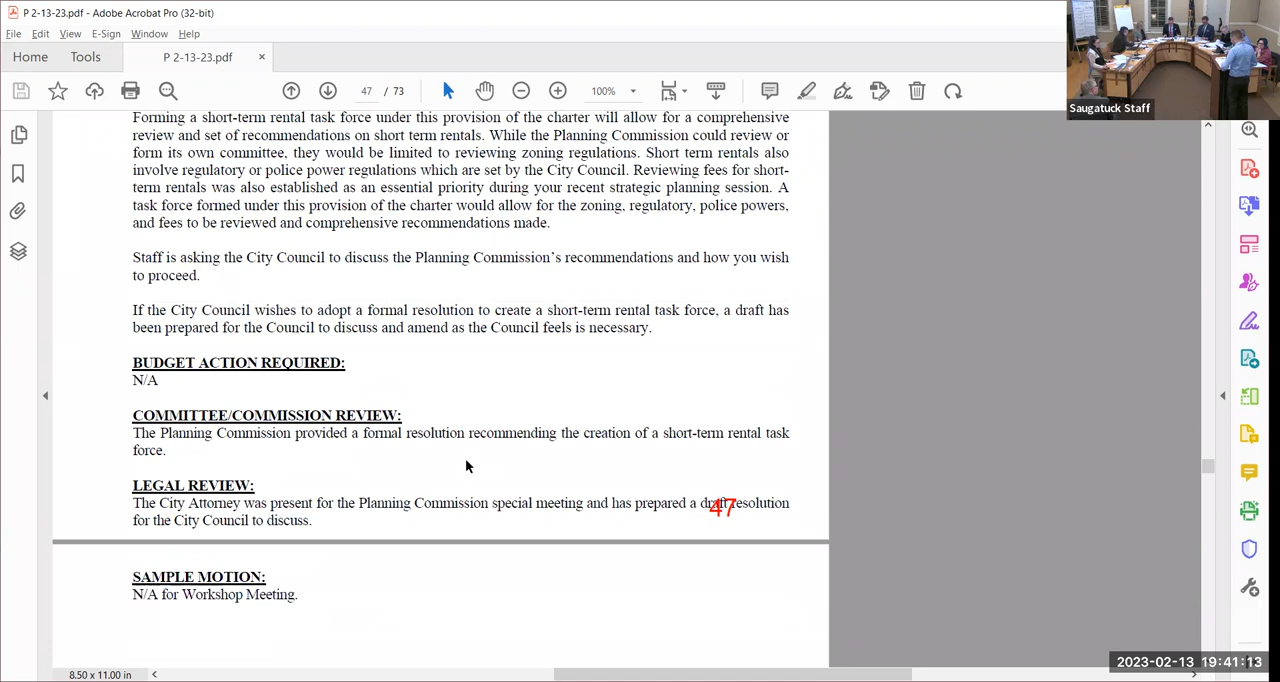 P 2-13-23.pdf - Adobe Acrobat Pro (32-bit)
File Edit View E-Sign Window Help
Home Tools P 2-13-23.pdf ×
47 / 73 100%
Saugatuck Staff
Forming a short-term rental task force under this provision of the charter will allow for a comprehensive
review and set of recommendations on short term rentals. While the Planning Commission could review or
form its own committee, they would be limited to reviewing zoning regulations. Short term rentals also
involve regulatory or police power regulations which are set by the City Council. Reviewing fees for short-
term rentals was also established as an essential priority during your recent strategic planning session. A
task force formed under this provision of the charter would allow for the zoning, regulatory, police powers,
and fees to be reviewed and comprehensive recommendations made.
Staff is asking the City Council to discuss the Planning Commission's recommendations and how you wish
to proceed.
If the City Council wishes to adopt a formal resolution to create a short-term rental task force, a draft has
been prepared for the Council to discuss and amend as the Council feels is necessary.
BUDGET ACTION REQUIRED:
N/A
COMMITTEE/COMMISSION REVIEW:
The Planning Commission provided a formal resolution recommending the creation of a short-term rental task
force.
LEGAL REVIEW:
The City Attorney was present for the Planning Commission special meeting and has prepared a draft resolution
47
for the City Council to discuss.
SAMPLE MOTION:
N/A for Workshop Meeting.
8.50 x 11.00 in
2023-02-13 19:41:13